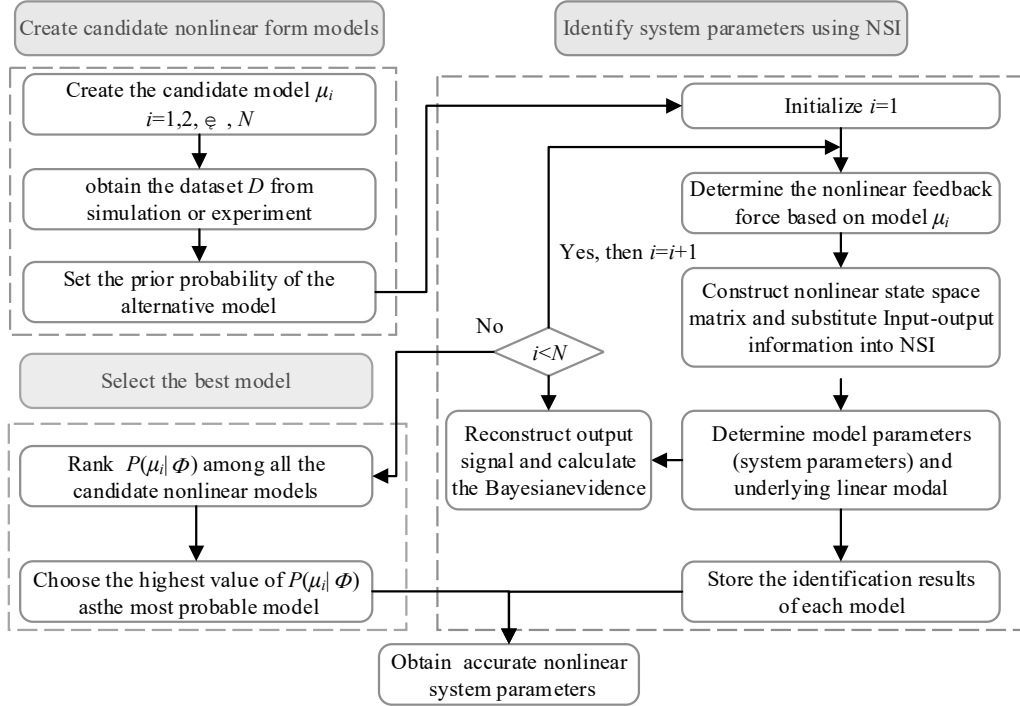 Create candidate nonlinear form models
Create the candidate model μi
i=1,2, ę , N
obtain the dataset D from
simulation or experiment
Set the prior probability of the
alternative model
Select the best model
Rank P(μi| Φ) among all the
candidate nonlinear models
Choose the highest value of P(μi| Φ)
asthe most probable model
Identify system parameters using NSI
Initialize i=1
Determine the nonlinear feedback
force based on model μi
Construct nonlinear state space
matrix and substitute Input-output
information into NSI
Determine model parameters
(system parameters) and
underlying linear modal
Store the identification results
of each model
Reconstruct output
signal and calculate
the Bayesianevidence
i<N
Yes, then i=i+1
No
Obtain accurate nonlinear
system parameters